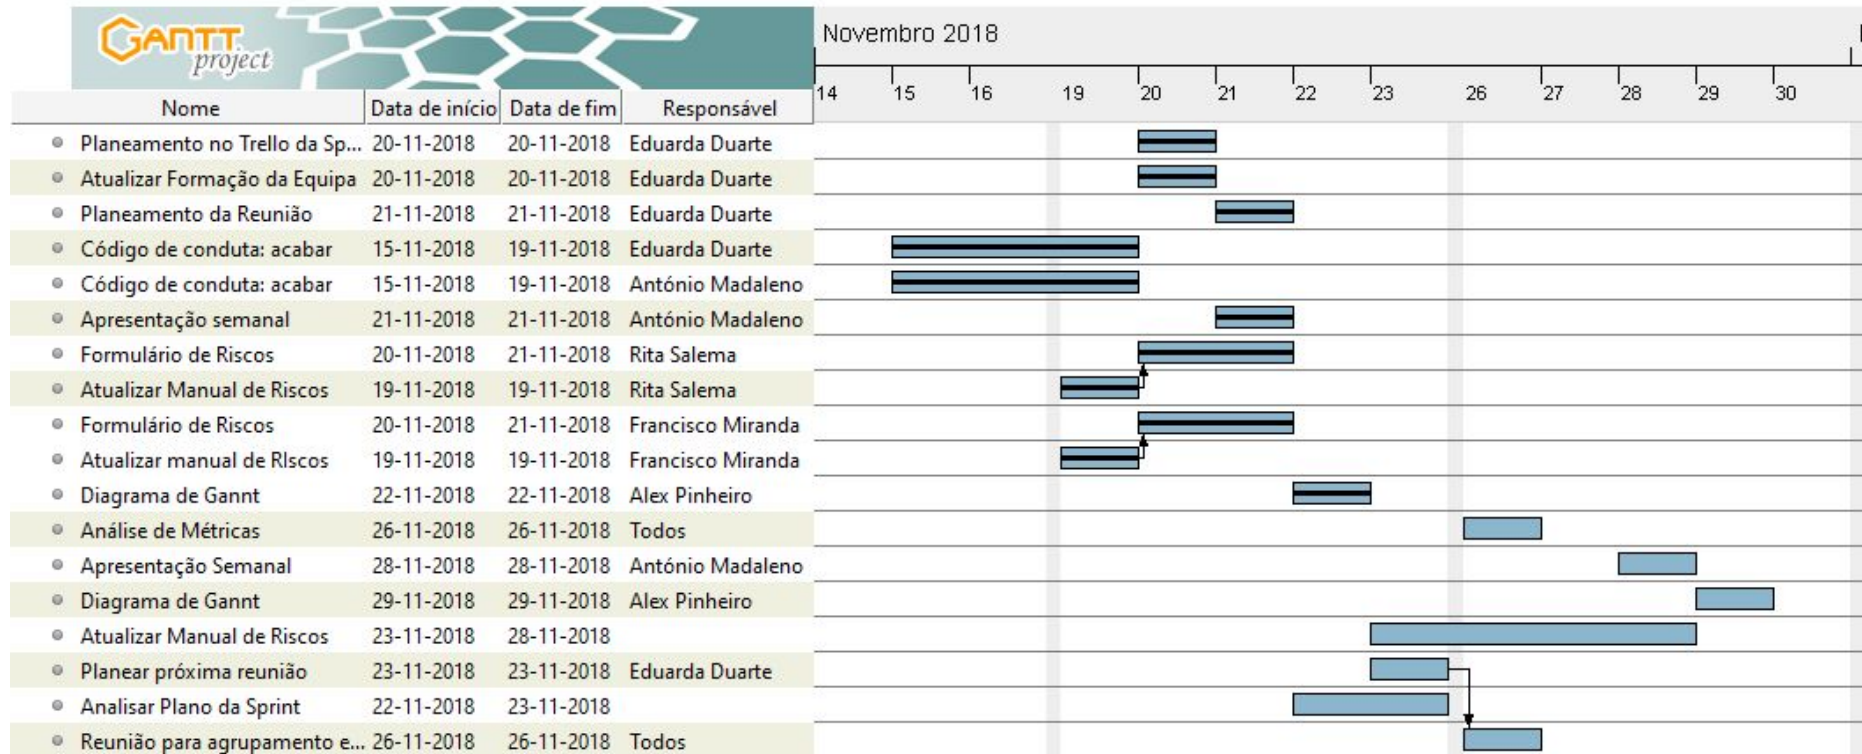 GANTT
project
Novembro 2018
14 15 16 19 20 21 22 23 26 27 28 29 30
Nome Data de início Data de fim Responsável
Planeamento no Trello da Sp... 20-11-2018 20-11-2018 Eduarda Duarte
Atualizar Formação da Equipa 20-11-2018 20-11-2018 Eduarda Duarte
Planeamento da Reunião 21-11-2018 21-11-2018 Eduarda Duarte
Código de conduta: acabar 15-11-2018 19-11-2018 Eduarda Duarte
Código de conduta: acabar 15-11-2018 19-11-2018 António Madaleno
Apresentação semanal 21-11-2018 21-11-2018 António Madaleno
Formulário de Riscos 20-11-2018 21-11-2018 Rita Salema
Atualizar Manual de Riscos 19-11-2018 19-11-2018 Rita Salema
Formulário de Riscos 20-11-2018 21-11-2018 Francisco Miranda
Atualizar manual de RIscos 19-11-2018 19-11-2018 Francisco Miranda
Diagrama de Gannt 22-11-2018 22-11-2018 Alex Pinheiro
Análise de Métricas 26-11-2018 26-11-2018 Todos
Apresentação Semanal 28-11-2018 28-11-2018 António Madaleno
Diagrama de Gannt 29-11-2018 29-11-2018 Alex Pinheiro
Atualizar Manual de Riscos 23-11-2018 28-11-2018
Planear próxima reunião 23-11-2018 23-11-2018 Eduarda Duarte
Analisar Plano da Sprint 22-11-2018 23-11-2018
Reunião para agrupamento e... 26-11-2018 26-11-2018 Todos